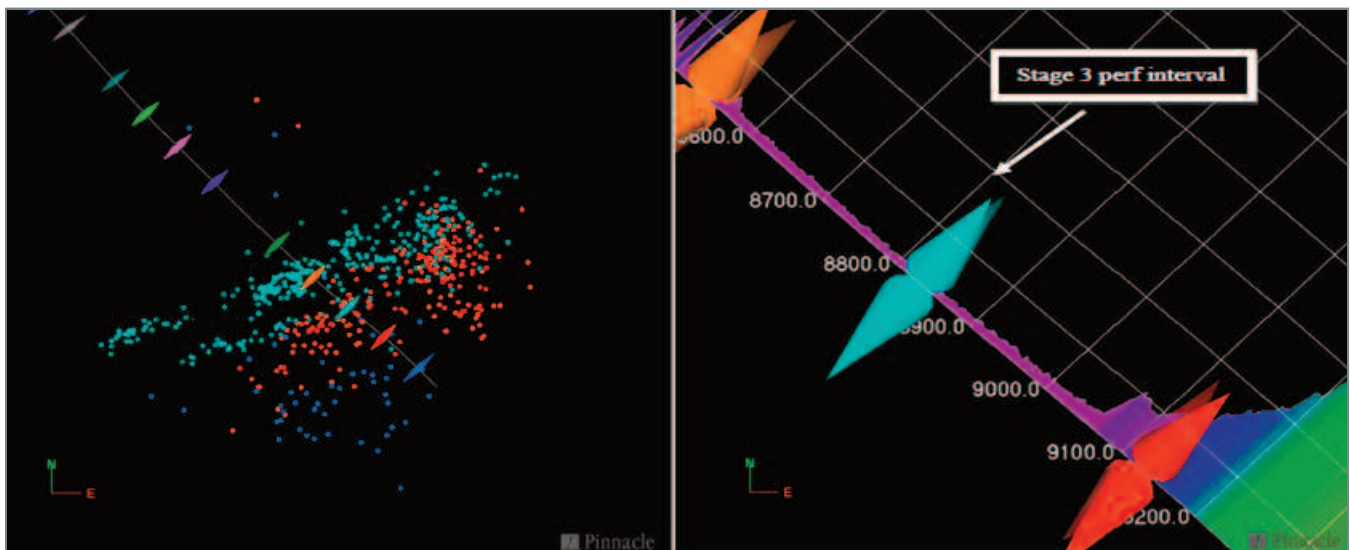 N
E
Pinnacle
Stage 3 perf interval
8600.0
8700.0
8800.0
8900.0
9000.0
9100.0
9200.0
N
E
Pinnacle